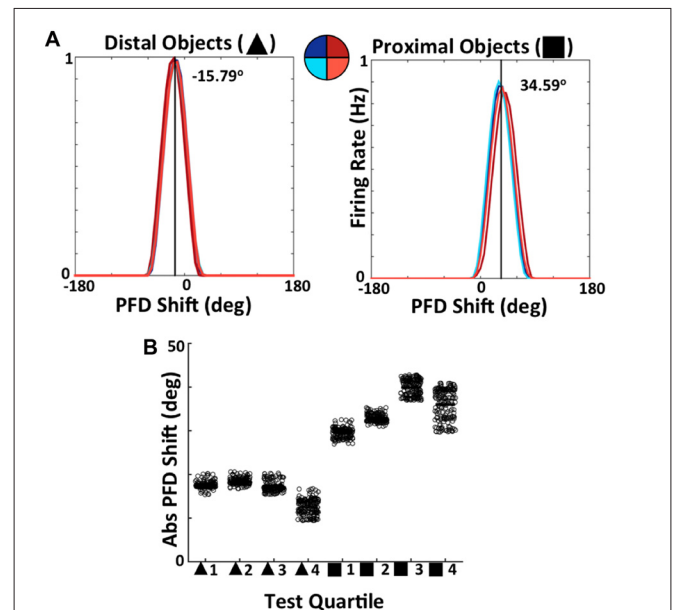 A
Distal Objects (▲)
Proximal Objects (■)
1
-15.79°
0
-180
0
180
PFD Shift (deg)
1
34.59°
Firing Rate (Hz)
0
-180
0
180
PFD Shift (deg)
B
50
Abs PFD Shift (deg)
0
▲1 ▲2 ▲3 ▲4 ■1 ■2 ■3 ■4
Test Quartile